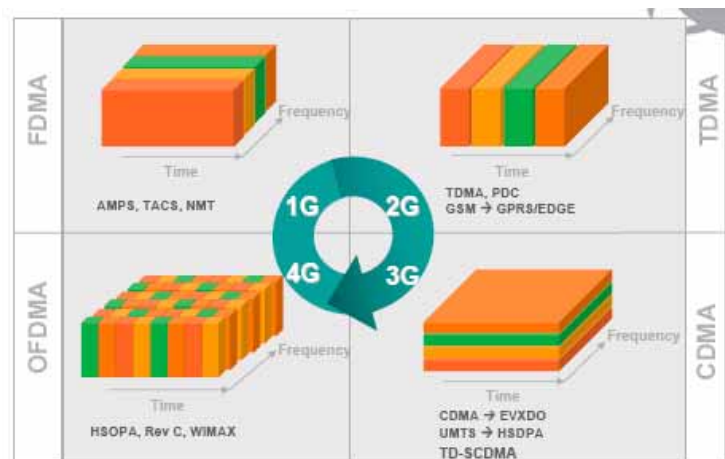 FDMA
Frequency
Time
AMPS, TACS, NMT
TDMA
Frequency
Time
TDMA, PDC
GSM → GPRS/EDGE
1G
2G
4G
3G
OFDMA
Frequency
Time
HSOPA, Rev C, WIMAX
CDMA
Frequency
Time
CDMA → EVXDO
UMTS → HSDPA
TD-SCDMA